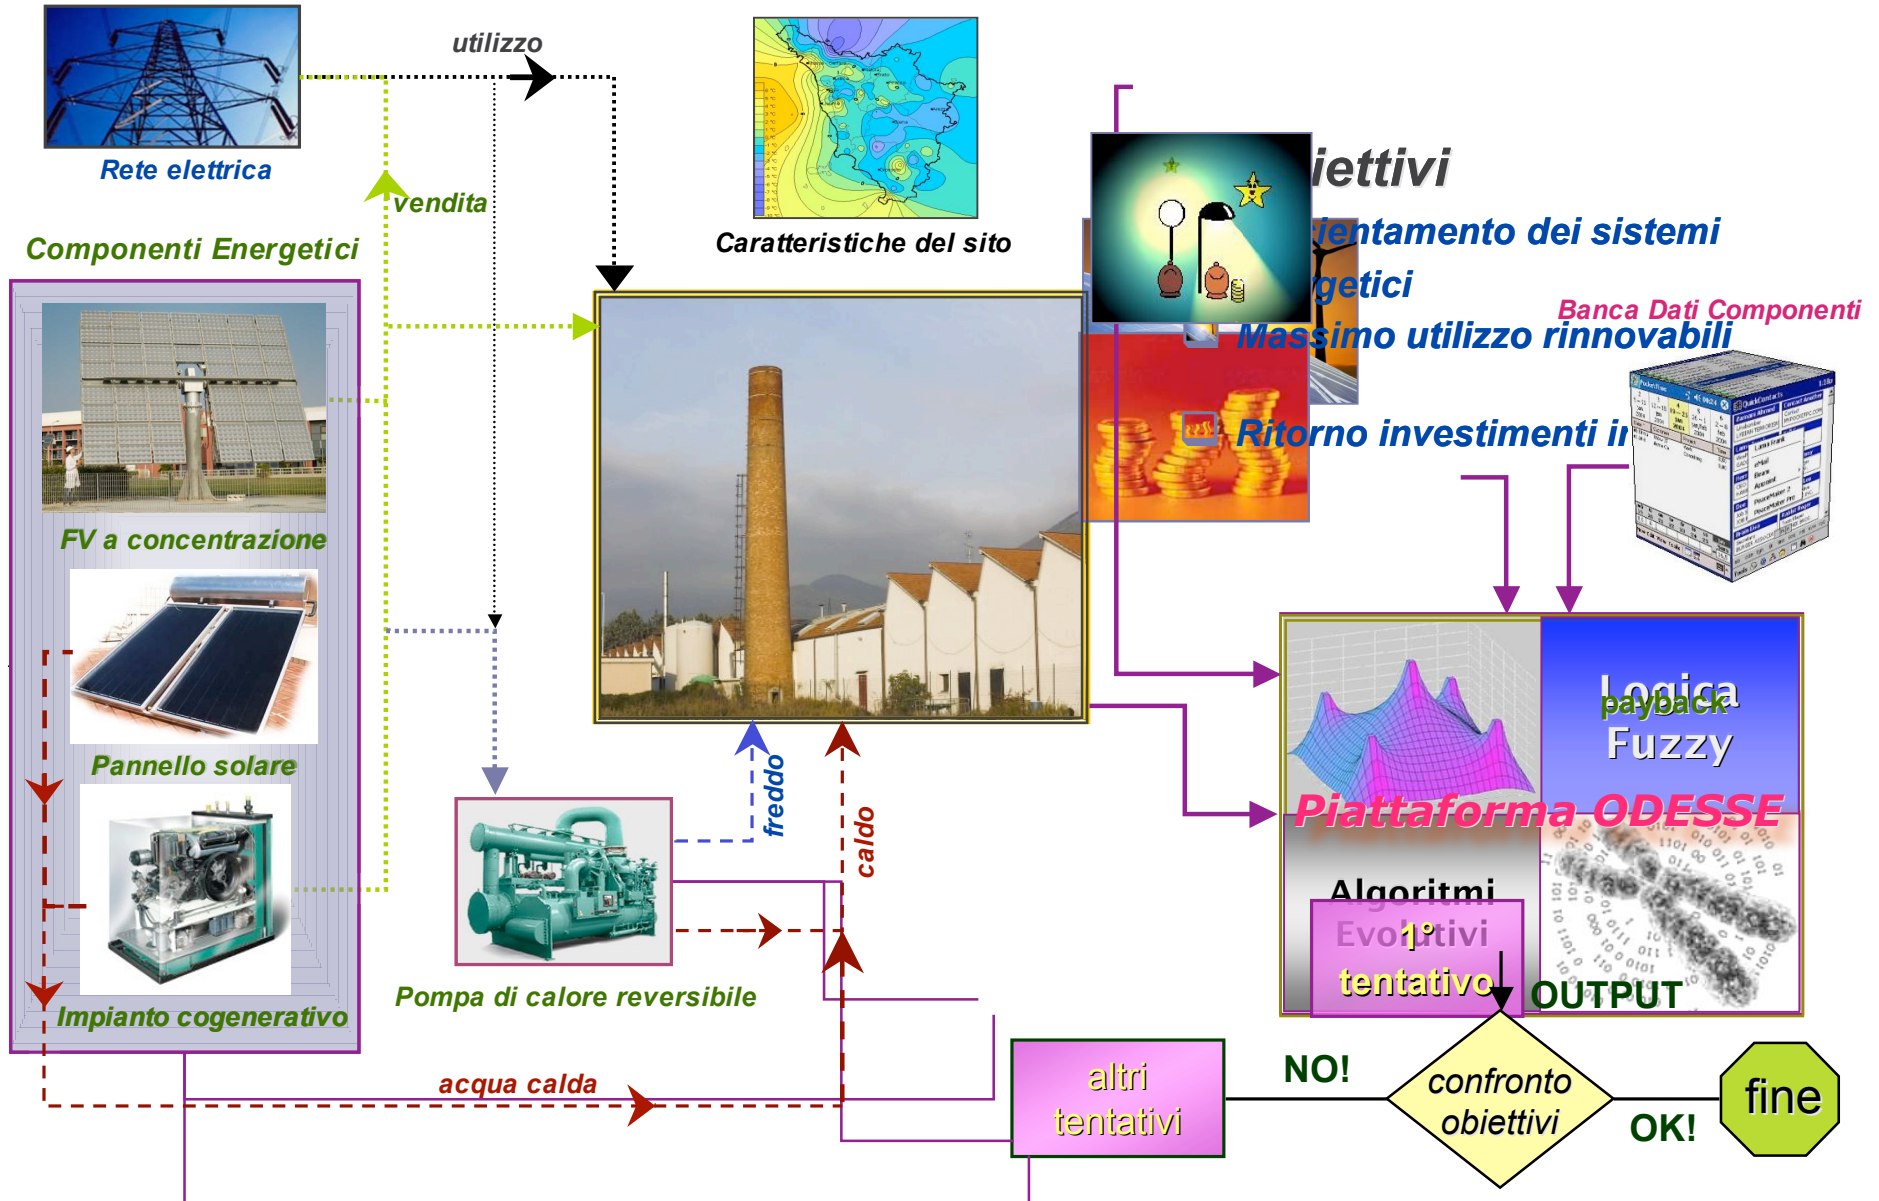 utilizzo
Rete elettrica
vendita
Caratteristiche del sito
iettivi
ientamento dei sistemi
getici
Banca Dati Componenti
Massimo utilizzo rinnovabili
Ritorno investimenti in
Componenti Energetici
FV a concentrazione
Pannello solare
Impianto cogenerativo
Pompa di calore reversibile
freddo
caldo
acqua calda
Logica
payback
Fuzzy
Piattaforma ODESSE
Algoritmi
Evolutivi
1°
tentativo
OUTPUT
altri
tentativi
NO!
confronto
obiettivi
OK!
fine